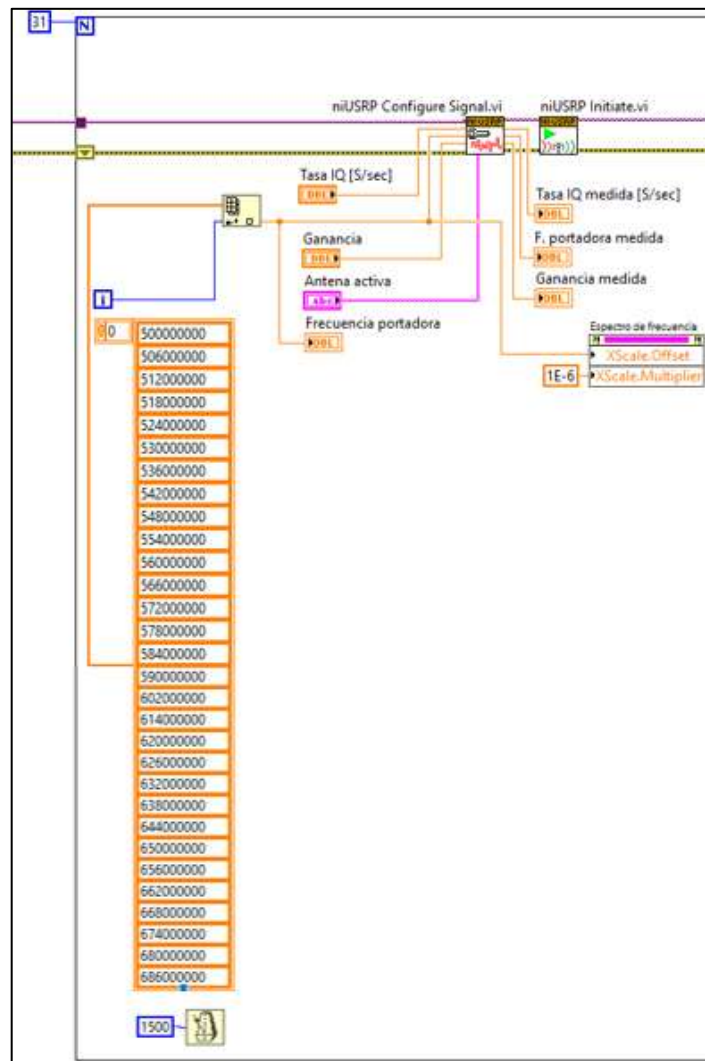 31
N
niUSRP Configure Signal.vi
niUSRP Initiate.vi
Tasa IQ [S/sec]
DBL
Tasa IQ medida [S/sec]
DBL
Ganancia
DBL
F. portadora medida
DBL
Antena activa
abc
Ganancia medida
DBL
i
Frecuencia portadora
DBL
Espectro de frecuencia
XScale.Offset
1E-6
XScale.Multiplier
0
0
500000000
506000000
512000000
518000000
524000000
530000000
536000000
542000000
548000000
554000000
560000000
566000000
572000000
578000000
584000000
590000000
602000000
614000000
620000000
626000000
632000000
638000000
644000000
650000000
656000000
662000000
668000000
674000000
680000000
686000000
1500